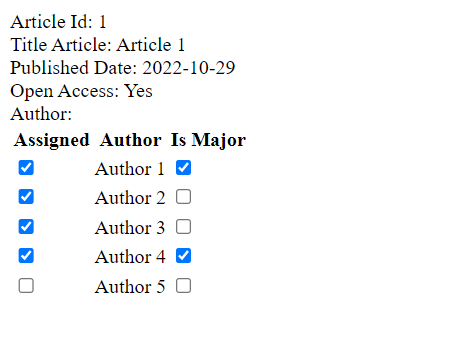 Article Id: 1
Title Article: Article 1
Published Date: 2022-10-29
Open Access: Yes
Author:
Assigned Author Is Major
Author 1
Author 2
Author 3
Author 4
Author 5